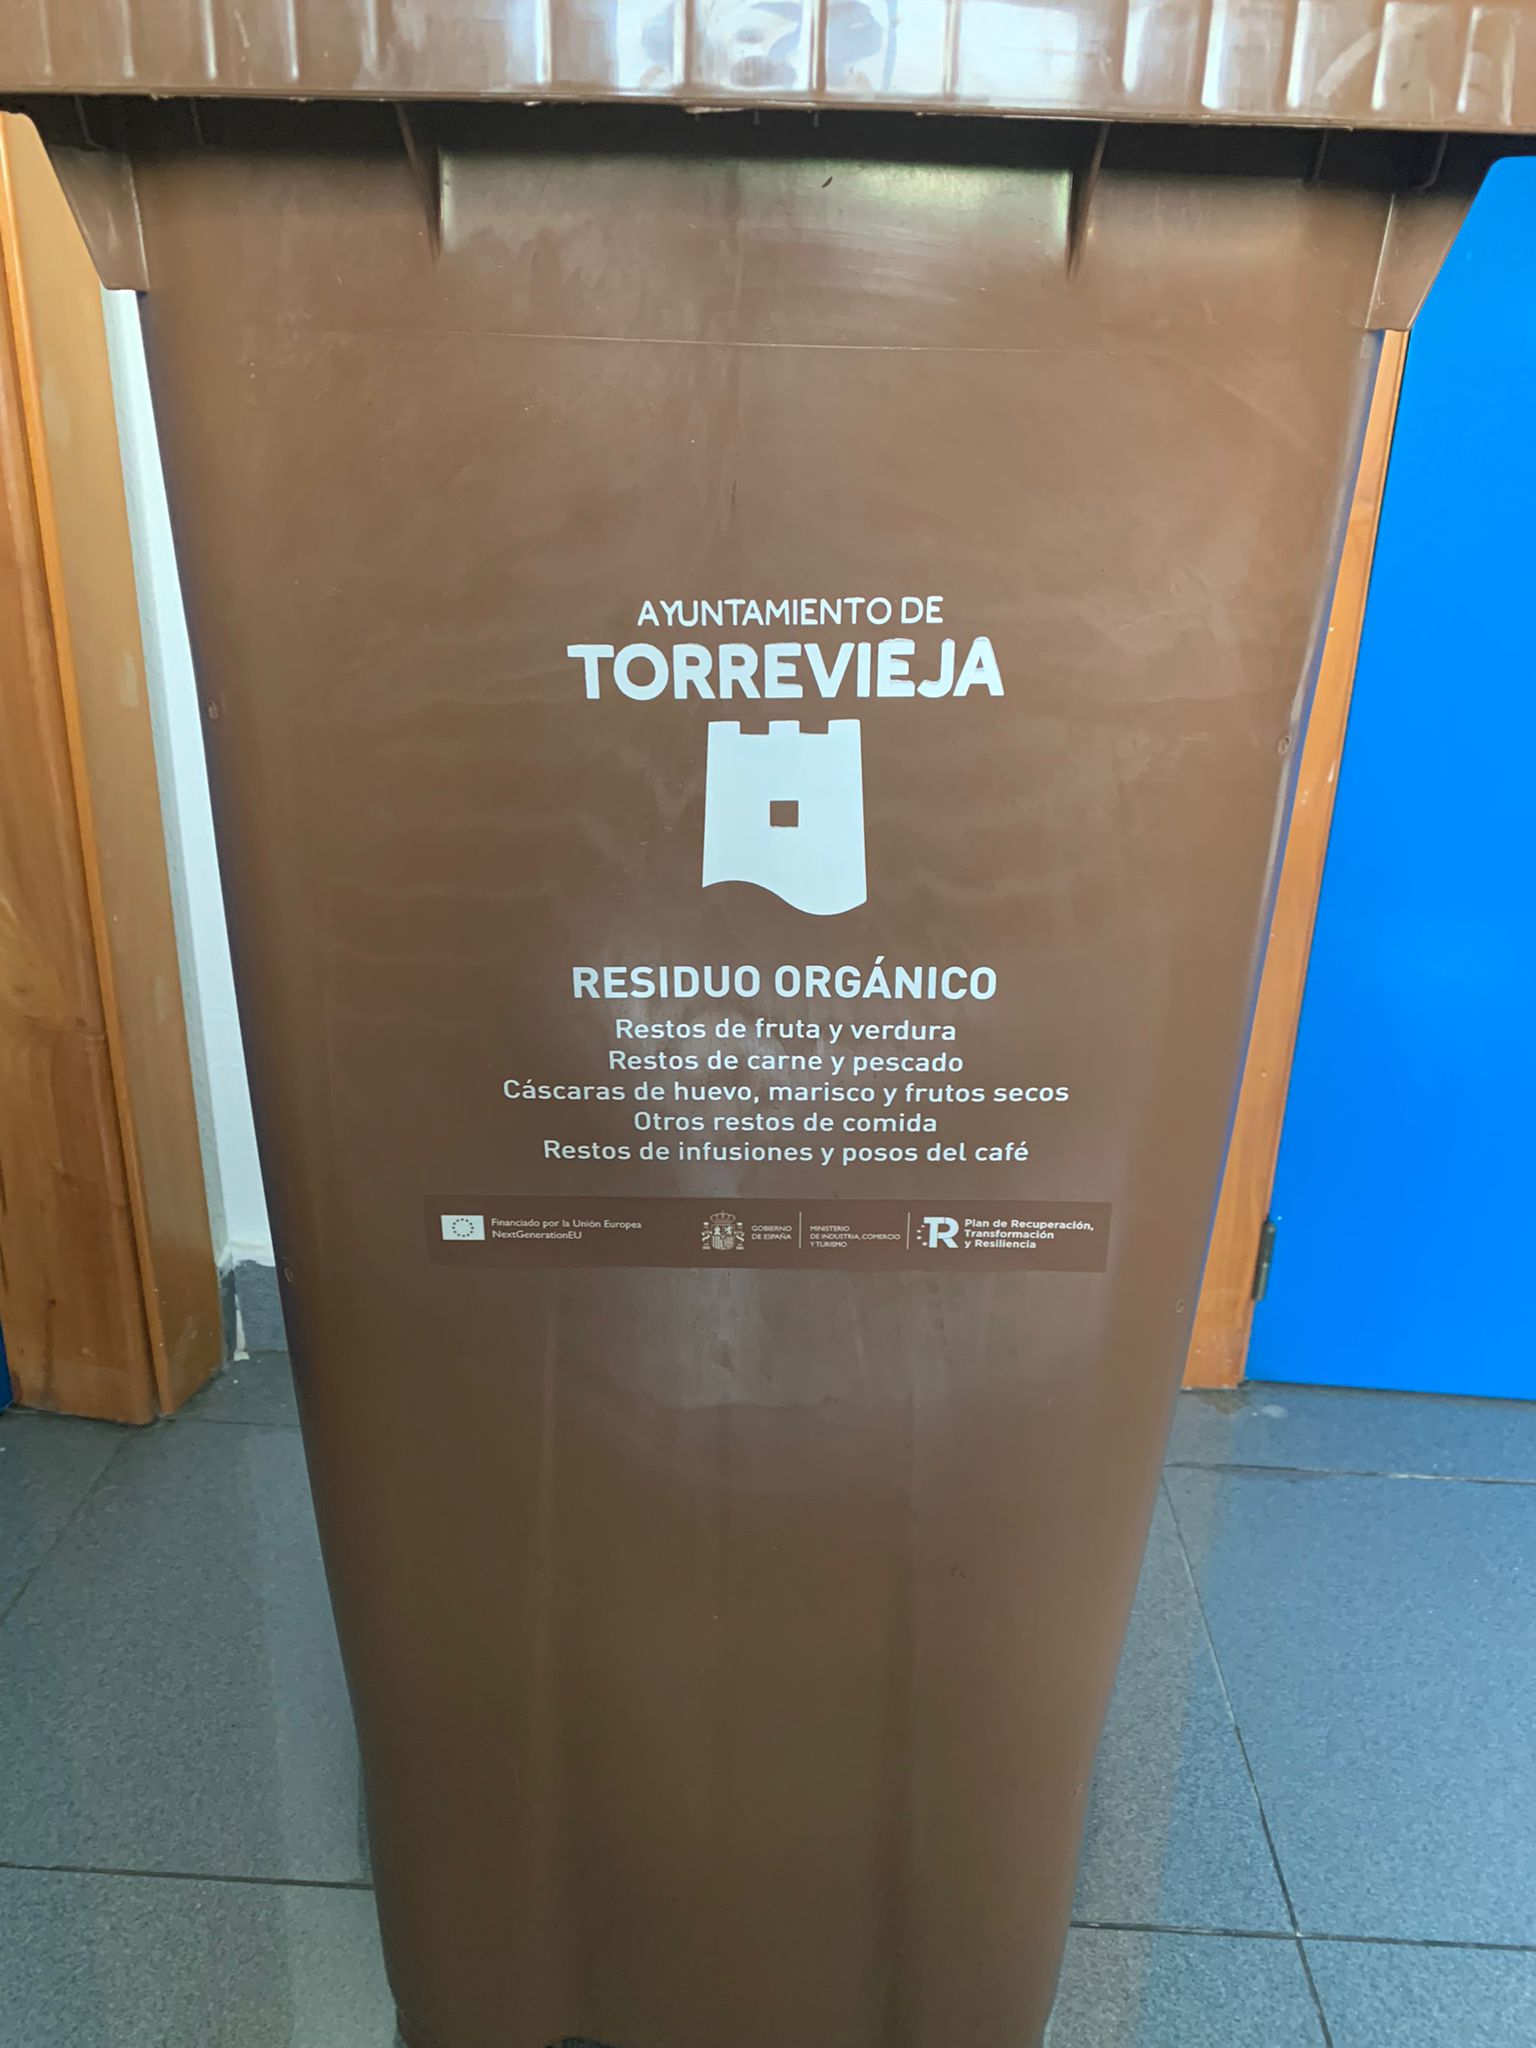 AYUNTAMIENTO DE
TORREVIEJA
RESIDUO ORGÁNICO
Restos de fruta y verdura
Restos de carne y pescado
Cáscaras de huevo, marisco y frutos secos
Otros restos de comida
Restos de infusiones y posos del café
Financiado por la Unión Europea
NextGenerationEU
GOBIERNO
DE ESPAÑA
MINISTERIO
DE INDUSTRIA, COMERCIO
Y TURISMO
TR
Plan de Recuperación,
Transformación
y Resiliencia